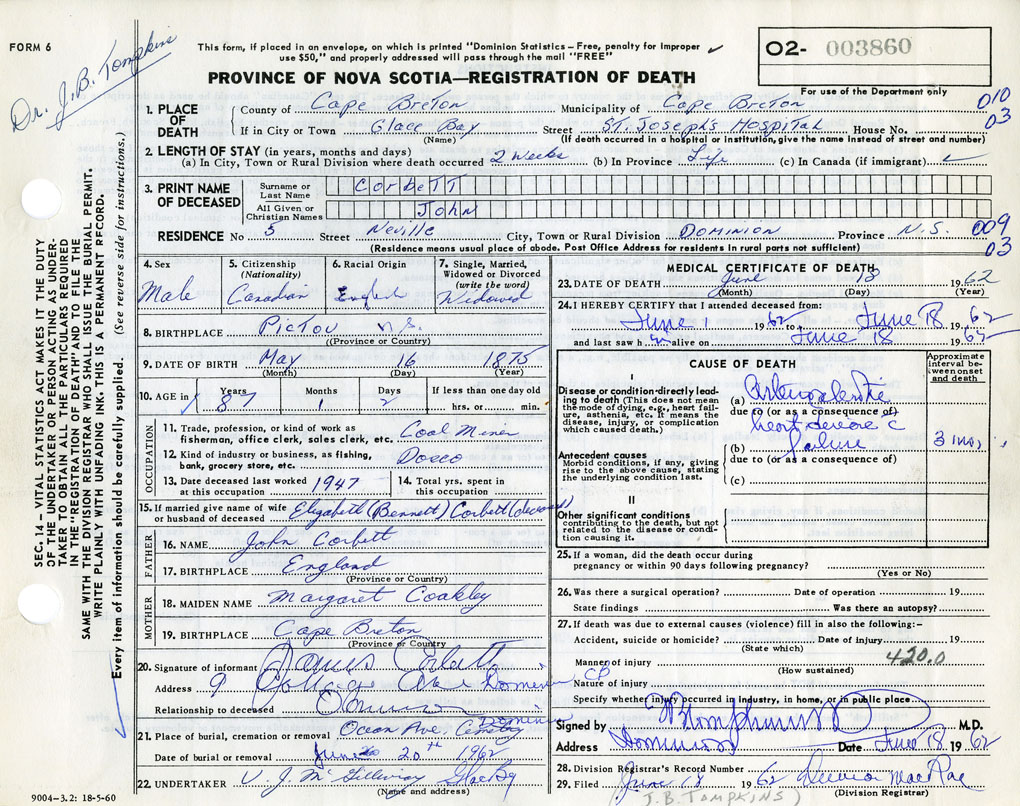 FORM 6
Dr. J. B. Tompkins
This form, if placed in an envelope, on which is printed "Dominion Statistics – Free, penalty for improper
use $50," and properly addressed will pass through the mail "FREE"
PROVINCE OF NOVA SCOTIA—REGISTRATION OF DEATH
O2- 003860
For use of the Department only
1. PLACE OF DEATH County of Cape Breton Municipality of Cape Breton 010
If in City or Town Glace Bay Street St. Joseph's Hospital House No. 03
(Name) (If death occurred in a hospital or institution, give its name instead of street and number)
2. LENGTH OF STAY (in years, months and days)
(a) In City, Town or Rural Division where death occurred 2 Weeks (b) In Province Life (c) In Canada (if immigrant)
3. PRINT NAME OF DECEASED Surname or Last Name CorbeTT
All Given or Christian Names John
RESIDENCE No 5 Street Neville City, Town or Rural Division DOMINION Province N.S. 009
03
(Residence means usual place of abode. Post Office Address for residents in rural parts not sufficient)
4. Sex Male
5. Citizenship (Nationality) Canadian
6. Racial Origin English
7. Single, Married, Widowed or Divorced (write the word) Widowed
8. BIRTHPLACE PicTou N.S.
(Province or Country)
9. DATE OF BIRTH May 16 1875
(Month) (Day) (Year)
10. AGE in Years 87 Months 1 Days 2 If less than one day old
hrs. or min.
OCCUPATION
11. Trade, profession, or kind of work as
fisherman, office clerk, sales clerk, etc. Coal Miner
12. Kind of industry or business, as fishing,
bank, grocery store, etc. Dosco
13. Date deceased last worked at this occupation 1947
14. Total yrs. spent in this occupation
15. If married give name of wife
or husband of deceased Elizabeth (Bennett) Corbett (deceased)
FATHER
16. NAME John Corbett
17. BIRTHPLACE England
(Province or Country)
MOTHER
18. MAIDEN NAME Margaret Coakley
19. BIRTHPLACE Cape Breton
(Province or Country)
20. Signature of informant James Corbett
Address 9 Dominion CB
Relationship to deceased
21. Place of burial, cremation or removal Ocean Ave. Cemetry Dominion
Date of burial or removal June 20th 1962
22. UNDERTAKER V. J. McGillivray Glace Bay
(Name and address)
MEDICAL CERTIFICATE OF DEATH
23. DATE OF DEATH June 18 1962
(Month) (Day) (Year)
24. I HEREBY CERTIFY that I attended deceased from:
June 1 1962 to June 18 1962
and last saw him alive on June 18 1962
CAUSE OF DEATH
Approximate interval between onset and death
I
Disease or condition directly leading to death (This does not mean the mode of dying, e.g., heart failure, asthenia, etc. It means the disease, injury, or complication which caused death.)
(a) Arteriosclerotic
due to (or as a consequence of)
heart disease c
(b) failure 3 mos.
due to (or as a consequence of)
(c)
Antecedent causes
Morbid conditions, if any, giving rise to the above cause, stating the underlying condition last.
II
Other significant conditions
contributing to the death, but not related to the disease or condition causing it.
25. If a woman, did the death occur during
pregnancy or within 90 days following pregnancy?
(Yes or No)
26. Was there a surgical operation? Date of operation 19
State findings Was there an autopsy?
27. If death was due to external causes (violence) fill in also the following:-
Accident, suicide or homicide? Date of injury 19
(State which)
Manner of injury 420.0
(How sustained)
Nature of injury
Specify whether injury occurred in industry, in home, or in public place
Signed by M.D.
Address Dominion Date June 18 1962
28. Division Registrar's Record Number
29. Filed June 1962 MacRae
(J.B. TOMPKINS) (Division Registrar)
SEC. 14 – VITAL STATISTICS ACT MAKES IT THE DUTY
OF THE UNDERTAKER OR PERSON ACTING AS UNDER-
TAKER TO OBTAIN ALL THE PARTICULARS REQUIRED
IN THE "REGISTRATION OF DEATH" AND TO FILE THE
SAME WITH THE DIVISION REGISTRAR WHO SHALL ISSUE THE BURIAL PERMIT.
WRITE PLAINLY WITH UNFADING INK. THIS IS A PERMANENT RECORD.
Every item of information should be carefully supplied. (See reverse side for instructions.)
9004-3.2: 18-5-60